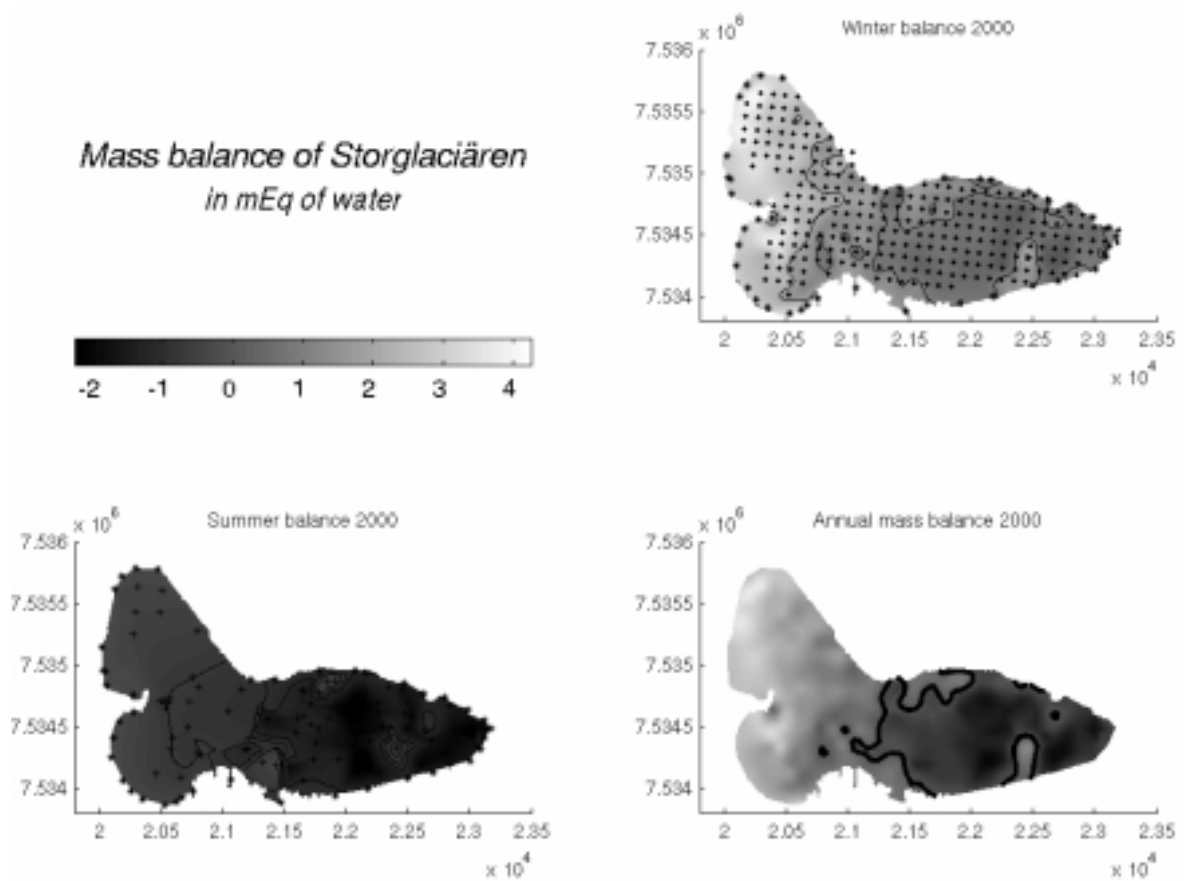 Mass balance of Storglaciären
in mEq of water
-2 -1 0 1 2 3 4
Winter balance 2000
x 10^6
7.536
7.5355
7.535
7.5345
7.534
2 2.05 2.1 2.15 2.2 2.25 2.3 2.35
x 10^4
Summer balance 2000
x 10^6
7.536
7.5355
7.535
7.5345
7.534
2 2.05 2.1 2.15 2.2 2.25 2.3 2.35
x 10^4
Annual mass balance 2000
x 10^6
7.536
7.5355
7.535
7.5345
7.534
2 2.05 2.1 2.15 2.2 2.25 2.3 2.35
x 10^4